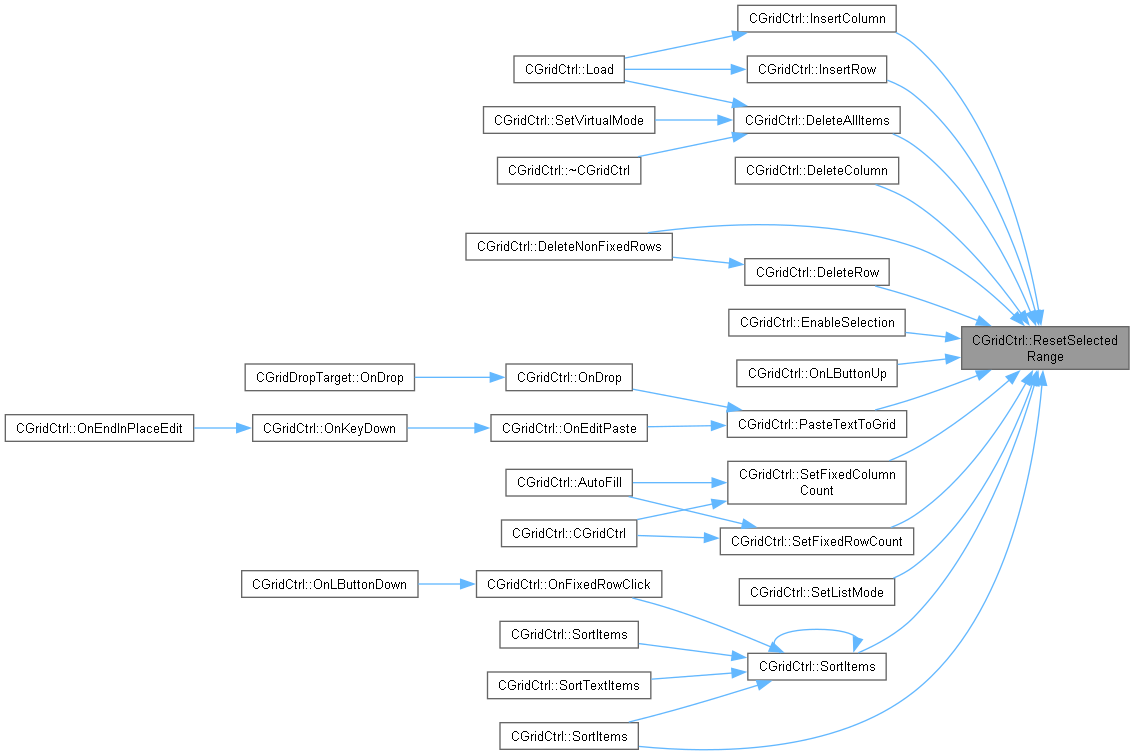 CGridCtrl::InsertColumn
CGridCtrl::Load
CGridCtrl::InsertRow
CGridCtrl::SetVirtualMode
CGridCtrl::DeleteAllItems
CGridCtrl::~CGridCtrl
CGridCtrl::DeleteColumn
CGridCtrl::DeleteNonFixedRows
CGridCtrl::DeleteRow
CGridCtrl::EnableSelection
CGridCtrl::ResetSelected
Range
CGridCtrl::OnLButtonUp
CGridDropTarget::OnDrop
CGridCtrl::OnDrop
CGridCtrl::OnEndInPlaceEdit
CGridCtrl::OnKeyDown
CGridCtrl::OnEditPaste
CGridCtrl::PasteTextToGrid
CGridCtrl::AutoFill
CGridCtrl::SetFixedColumn
Count
CGridCtrl::CGridCtrl
CGridCtrl::SetFixedRowCount
CGridCtrl::OnLButtonDown
CGridCtrl::OnFixedRowClick
CGridCtrl::SetListMode
CGridCtrl::SortItems
CGridCtrl::SortItems
CGridCtrl::SortTextItems
CGridCtrl::SortItems